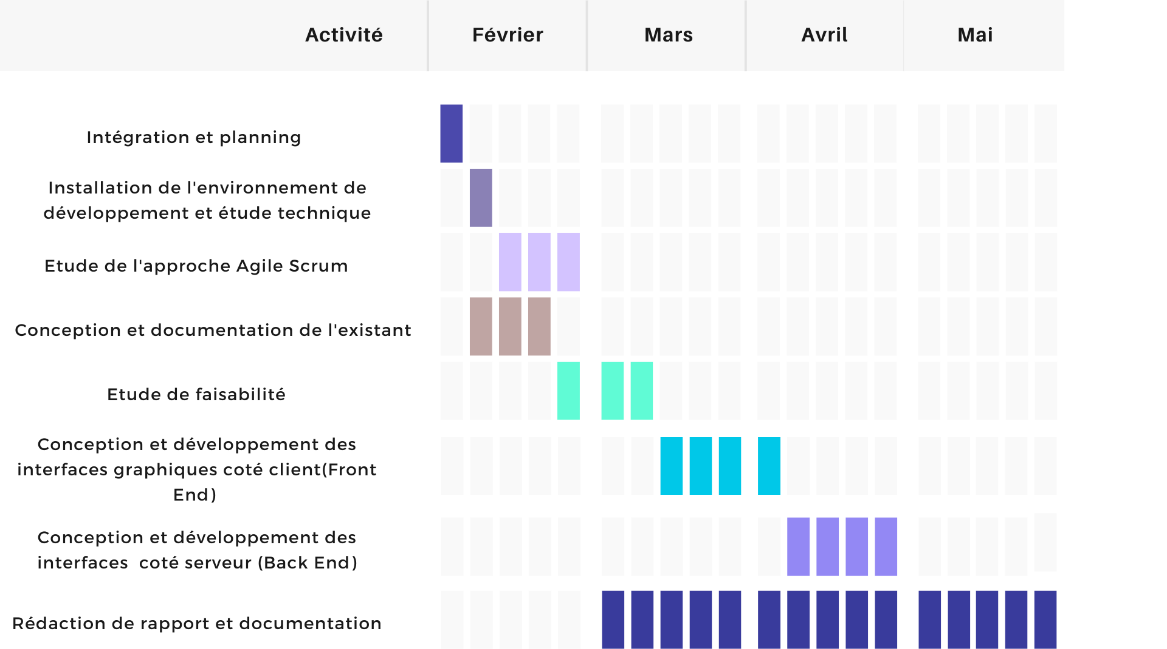 Activité Février Mars Avril Mai
Intégration et planning
Installation de l'environnement de
développement et étude technique
Etude de l'approche Agile Scrum
Conception et documentation de l'existant
Etude de faisabilité
Conception et développement des
interfaces graphiques coté client(Front
End)
Conception et développement des
interfaces coté serveur (Back End)
Rédaction de rapport et documentation